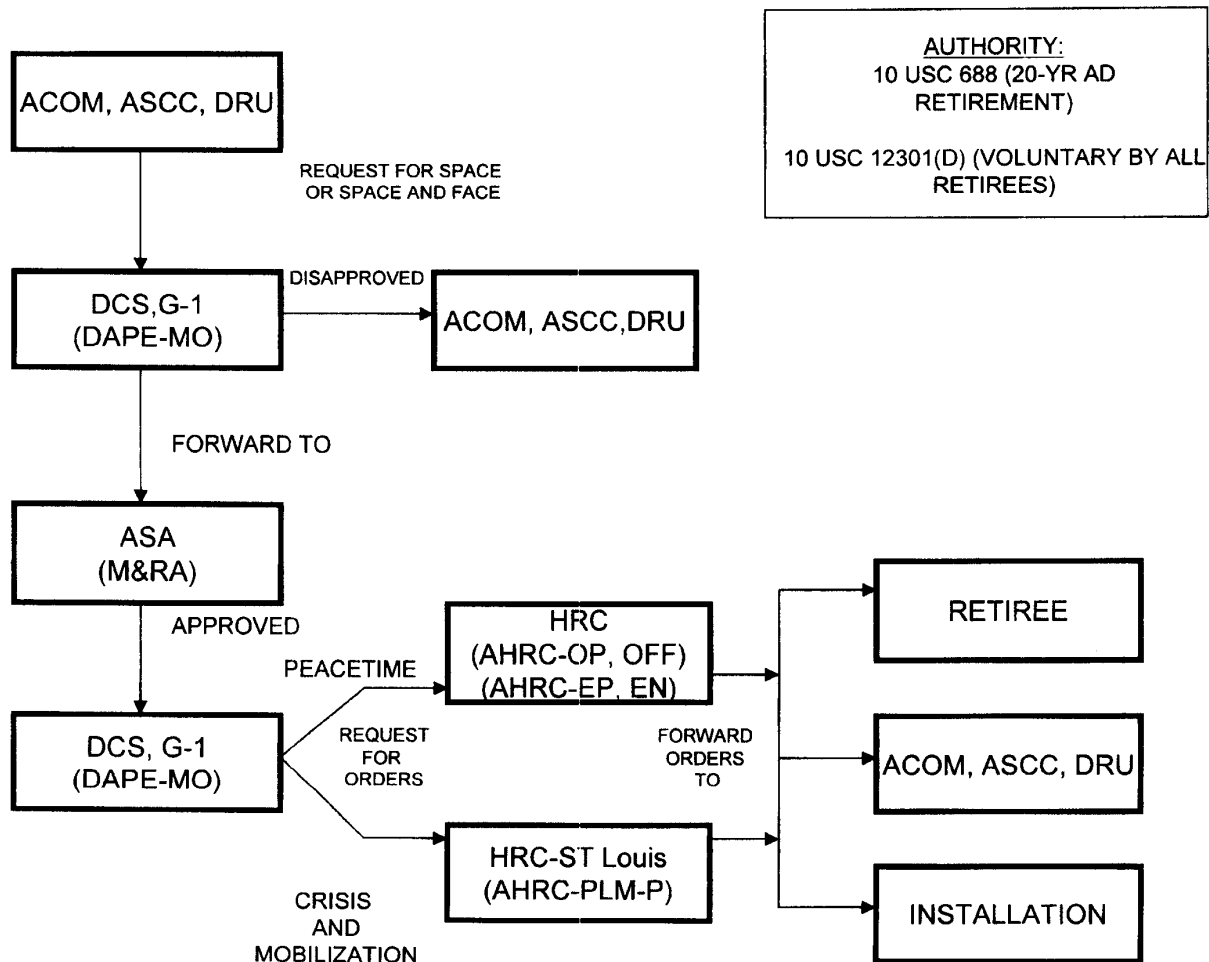 ACOM, ASCC, DRU
AUTHORITY:
10 USC 688 (20-YR AD
RETIREMENT)
10 USC 12301(D) (VOLUNTARY BY ALL
RETIREES)
REQUEST FOR SPACE
OR SPACE AND FACE
DCS,G-1
(DAPE-MO)
DISAPPROVED
ACOM, ASCC,DRU
FORWARD TO
ASA
(M&RA)
APPROVED
DCS, G-1
(DAPE-MO)
PEACETIME
REQUEST
FOR
ORDERS
CRISIS
AND
MOBILIZATION
HRC
(AHRC-OP, OFF)
(AHRC-EP, EN)
HRC-ST Louis
(AHRC-PLM-P)
FORWARD
ORDERS
TO
RETIREE
ACOM, ASCC, DRU
INSTALLATION